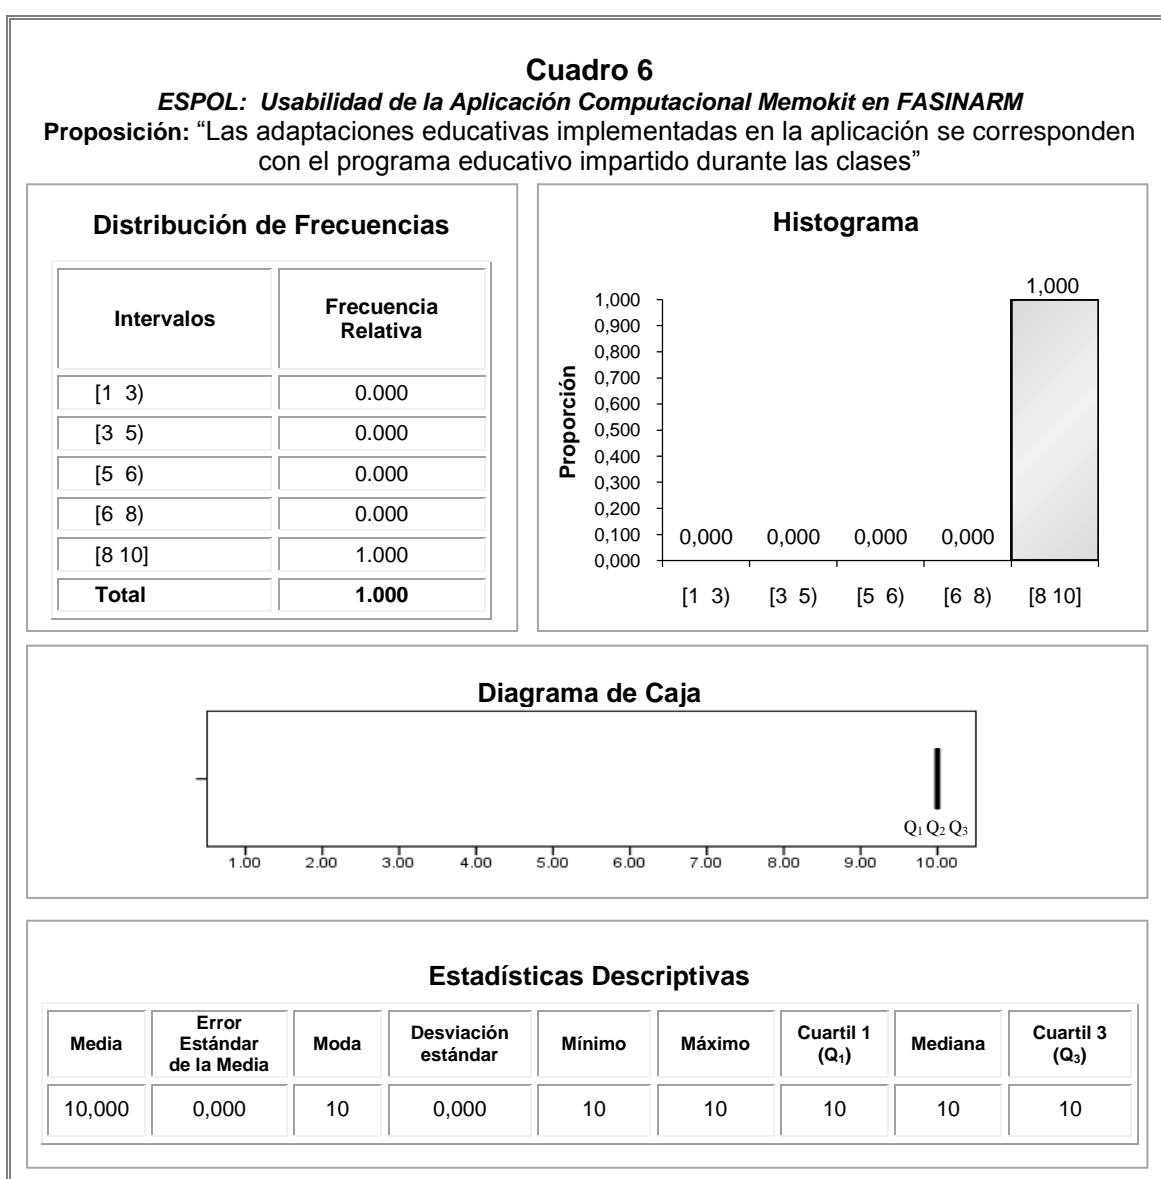 Cuadro 6
ESPOL: Usabilidad de la Aplicación Computacional Memokit en FASINARM
Proposición: “Las adaptaciones educativas implementadas en la aplicación se corresponden
con el programa educativo impartido durante las clases”
Distribución de Frecuencias
Intervalos Frecuencia Relativa
[1 3) 0.000
[3 5) 0.000
[5 6) 0.000
[6 8) 0.000
[8 10] 1.000
Total 1.000
Histograma
Proporción
1,000
0,900
0,800
0,700
0,600
0,500
0,400
0,300
0,200
0,100
0,000
0,000 0,000 0,000 0,000 1,000
[1 3) [3 5) [5 6) [6 8) [8 10]
Diagrama de Caja
Q1 Q2 Q3
1.00 2.00 3.00 4.00 5.00 6.00 7.00 8.00 9.00 10.00
Estadísticas Descriptivas
Media Error Estándar de la Media Moda Desviación estándar Mínimo Máximo Cuartil 1 (Q1) Mediana Cuartil 3 (Q3)
10,000 0,000 10 0,000 10 10 10 10 10